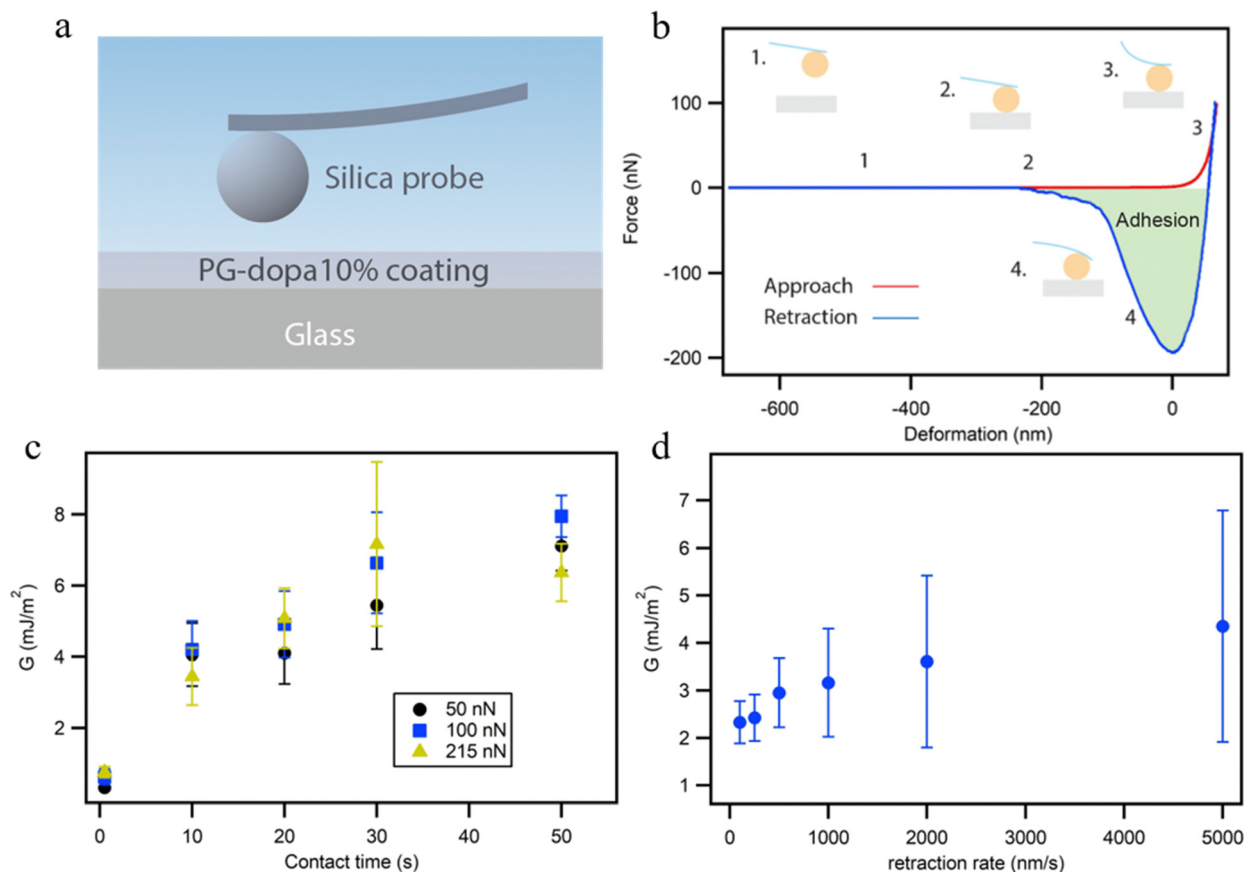 a
Silica probe
PG-dopa10% coating
Glass
b
1.
2.
3.
1
2
3
Adhesion
4.
4
Approach
Retraction
Force (nN)
100
0
-100
-200
-600
-400
-200
0
Deformation (nm)
c
G (mJ/m²)
8
6
4
2
50 nN
100 nN
215 nN
0
10
20
30
40
50
Contact time (s)
d
G (mJ/m²)
7
6
5
4
3
2
1
0
1000
2000
3000
4000
5000
retraction rate (nm/s)